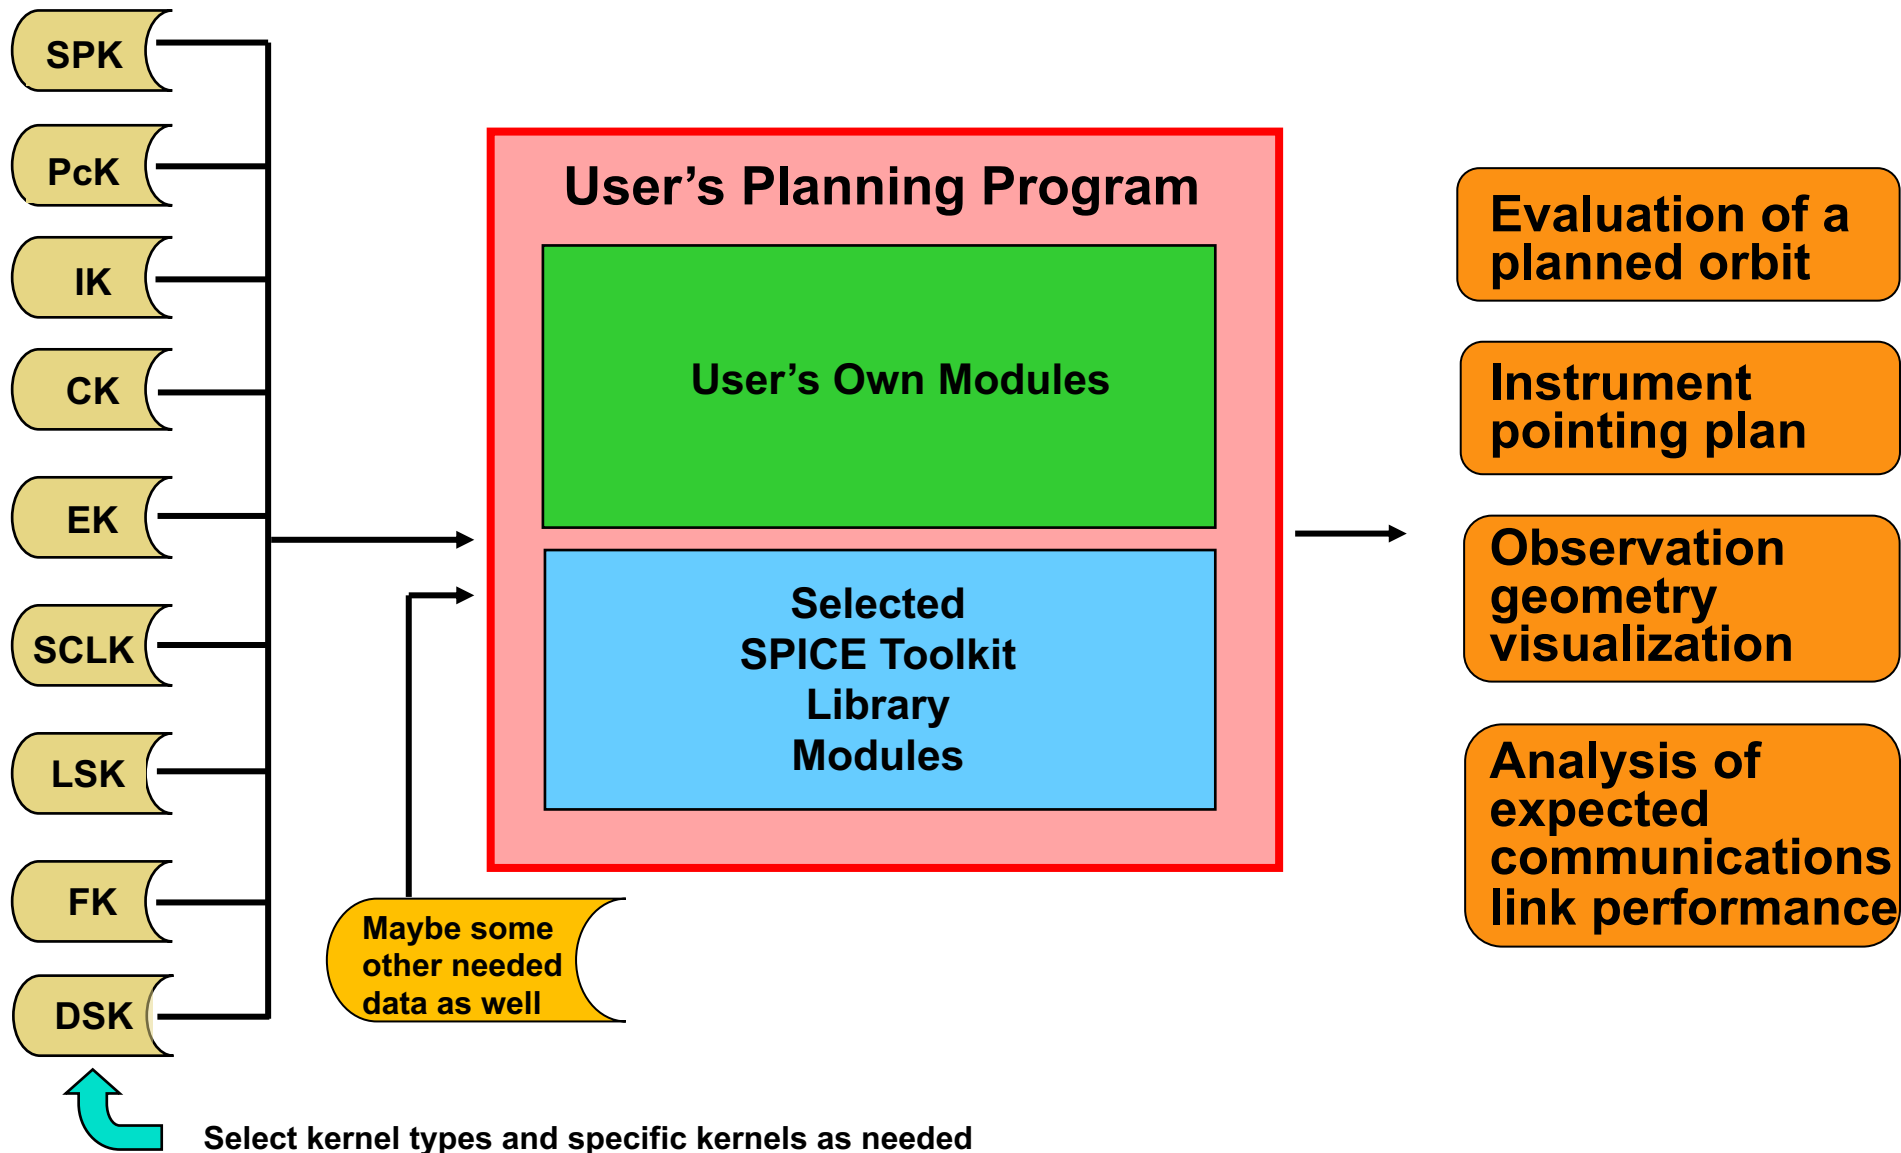 SPK
PcK
IK
CK
EK
SCLK
LSK
FK
DSK
Select kernel types and specific kernels as needed
Maybe some
other needed
data as well
User’s Planning Program
User’s Own Modules
Selected
SPICE Toolkit
Library
Modules
Evaluation of a
planned orbit
Instrument
pointing plan
Observation
geometry
visualization
Analysis of
expected
communications
link performance